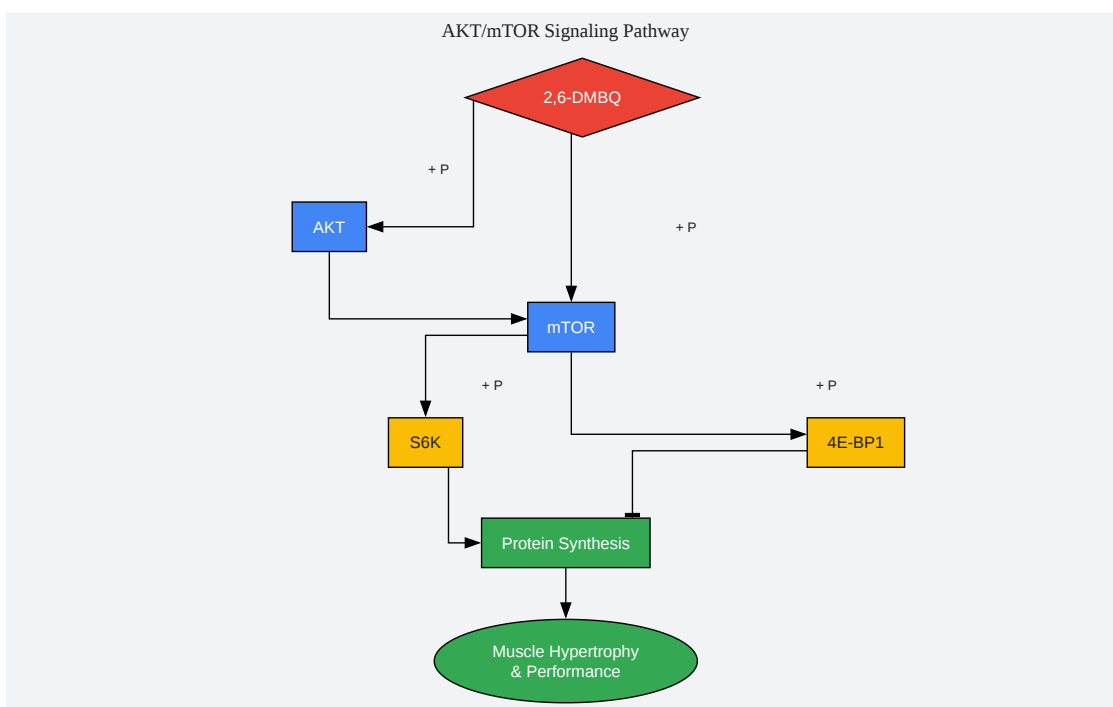 AKT/mTOR Signaling Pathway
2,6-DMBQ
+ P
AKT
+ P
mTOR
+ P
+ P
S6K
4E-BP1
Protein Synthesis
Muscle Hypertrophy
& Performance